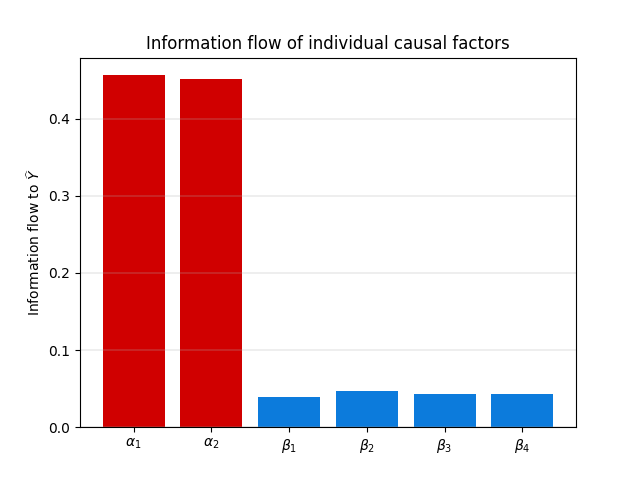 Information flow of individual causal factors
Information flow to Ŷ
0.4
0.3
0.2
0.1
0.0
α₁ α₂ β₁ β₂ β₃ β₄